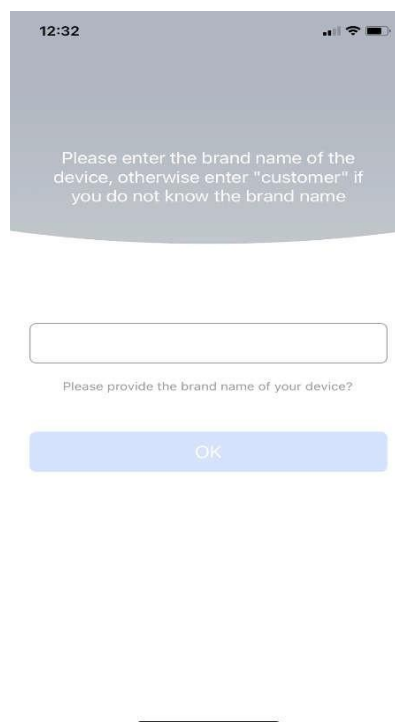 12:32
Please enter the brand name of the
device, otherwise enter "customer" if
you do not know the brand name
Please provide the brand name of your device?
OK